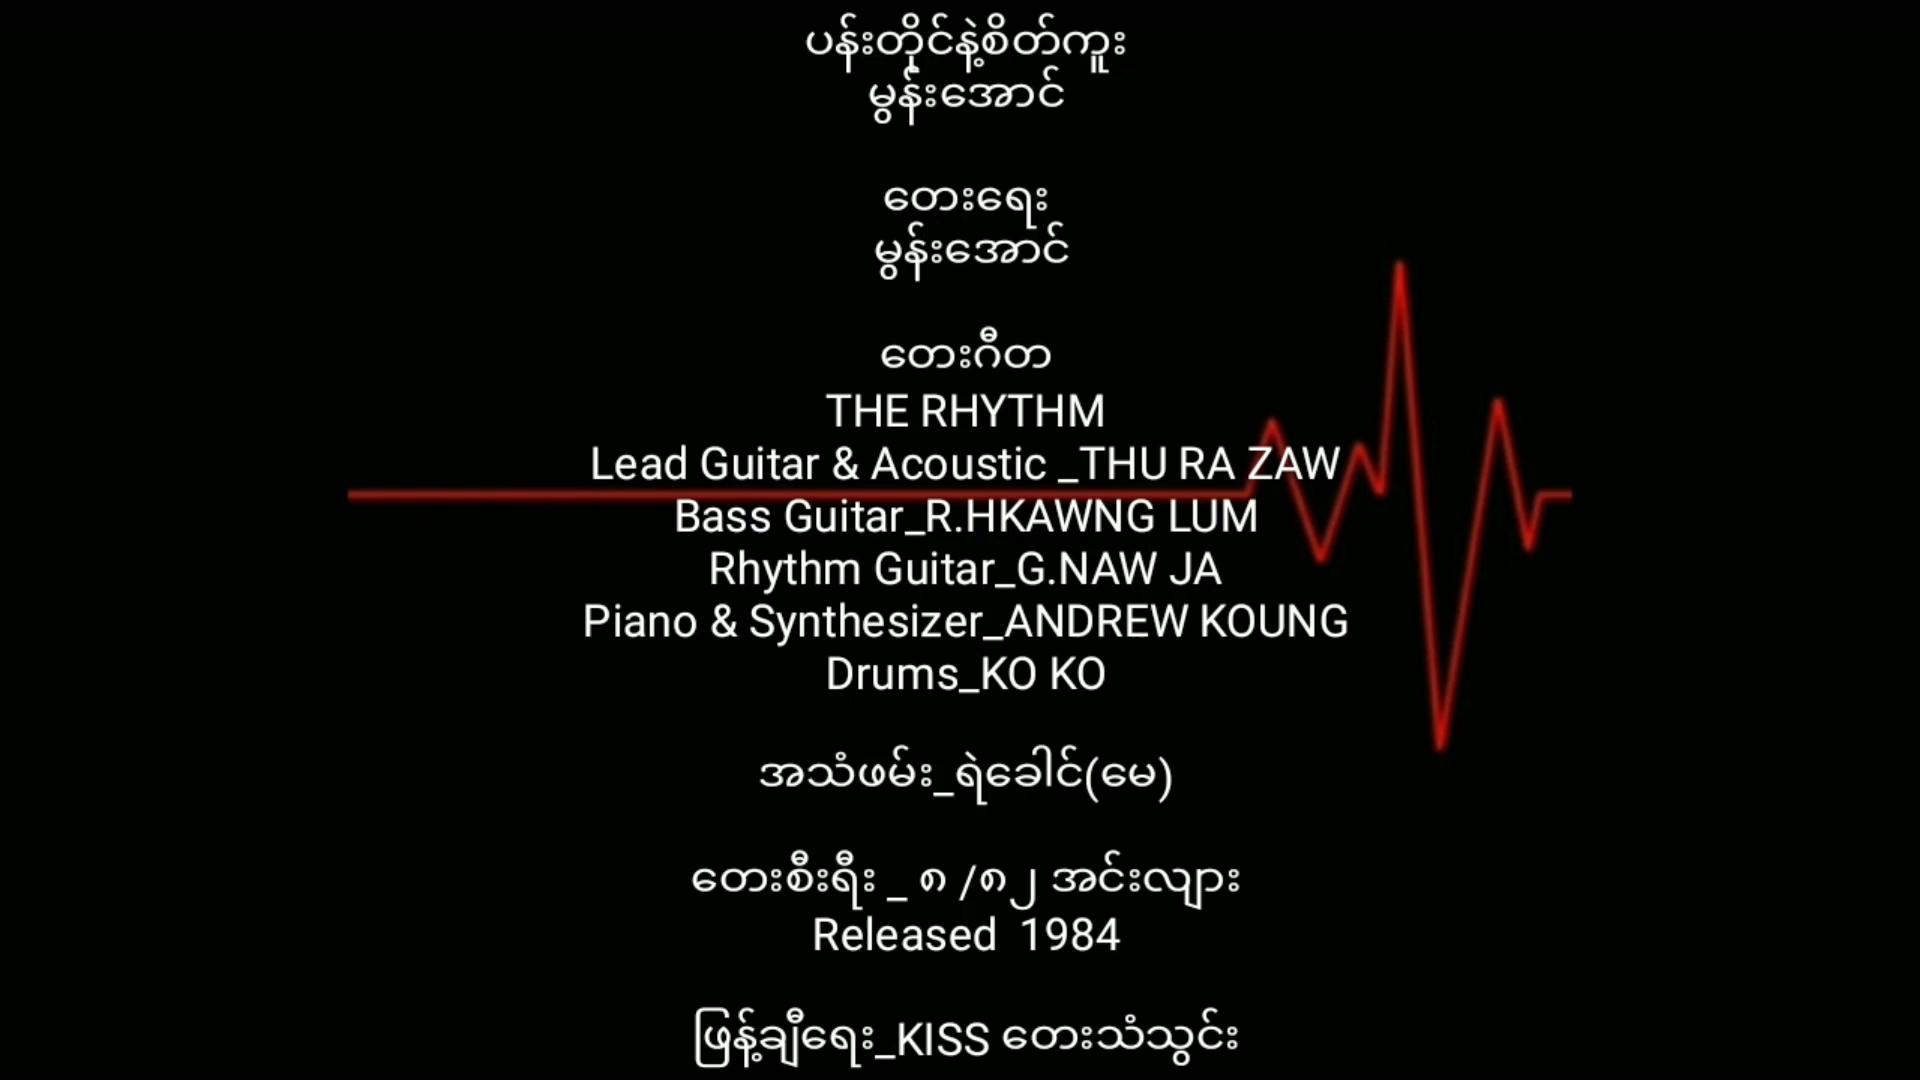 ပန်းတိုင်နဲ့စိတ်ကူး
မွန်းအောင်
တေးရေး
မွန်းအောင်
တေးဂီတ
THE RHYTHM
Lead Guitar & Acoustic _THU RA ZAW
Bass Guitar_R.HKAWNG LUM
Rhythm Guitar_G.NAW JA
Piano & Synthesizer_ANDREW KOUNG
Drums_KO KO
အသံဖမ်း_ရဲခေါင်(မေ)
တေးစီးရီး _ ၈ /၈၂ အင်းလျား
Released 1984
ဖြန့်ချီရေး_KISS တေးသံသွင်း